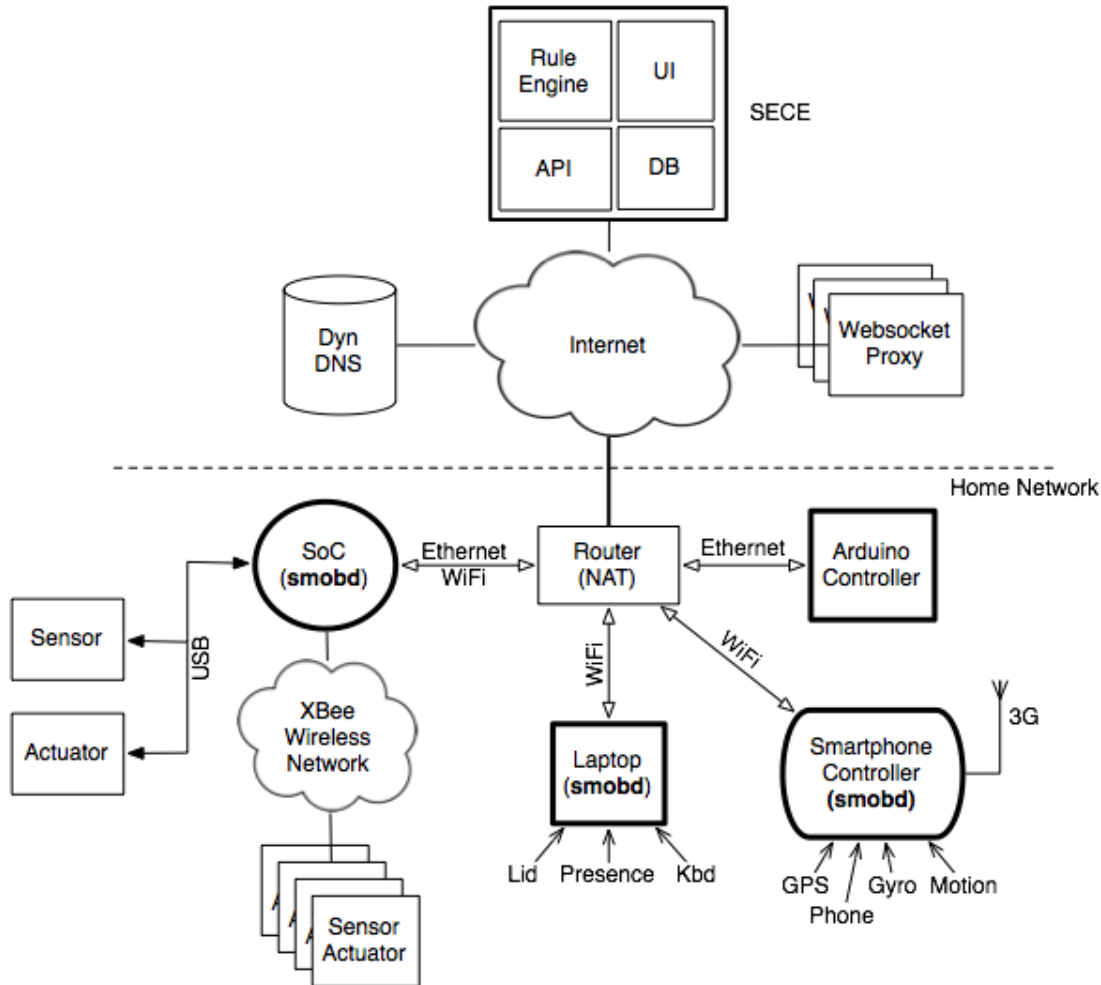 Rule
Engine
UI
API
DB
SECE
Dyn
DNS
Internet
Websocket
Proxy
Home Network
SoC
(smobd)
Ethernet
WiFi
Router
(NAT)
Ethernet
Arduino
Controller
Sensor
USB
Actuator
XBee
Wireless
Network
WiFi
WiFi
3G
Laptop
(smobd)
Smartphone
Controller
(smobd)
Lid
Presence
Kbd
GPS
Phone
Gyro
Motion
Sensor
Actuator